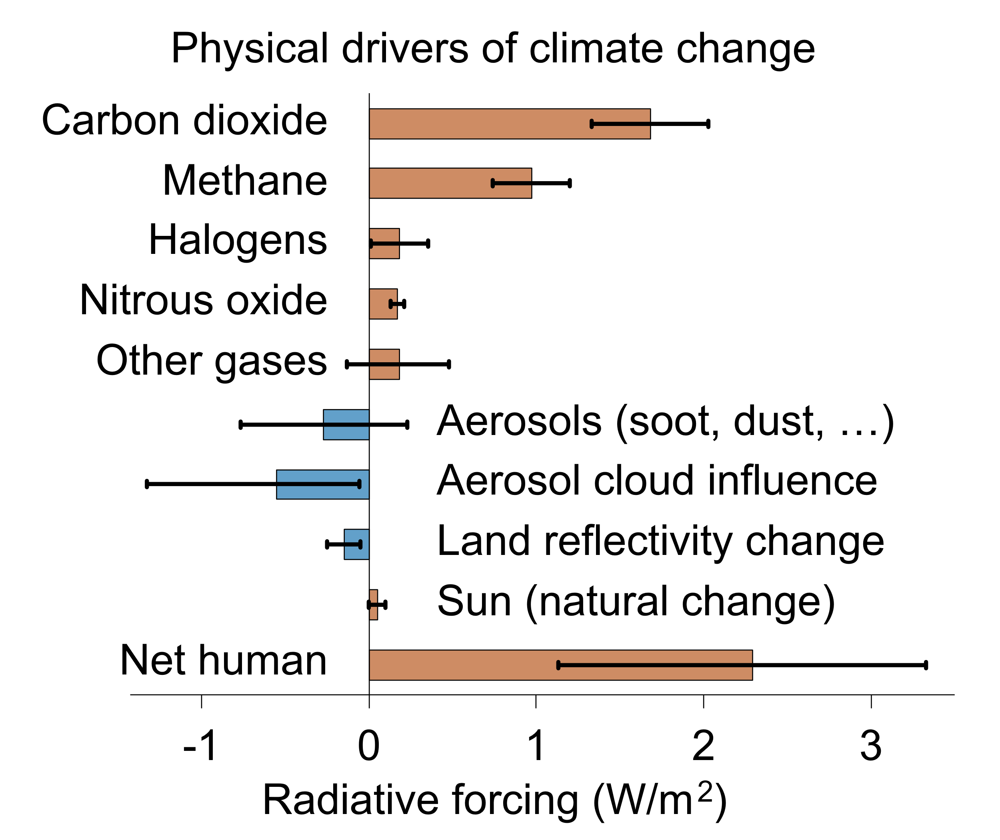 Physical drivers of climate change
Carbon dioxide
Methane
Halogens
Nitrous oxide
Other gases
Aerosols (soot, dust, …)
Aerosol cloud influence
Land reflectivity change
Sun (natural change)
Net human
-1 0 1 2 3
Radiative forcing (W/m²)